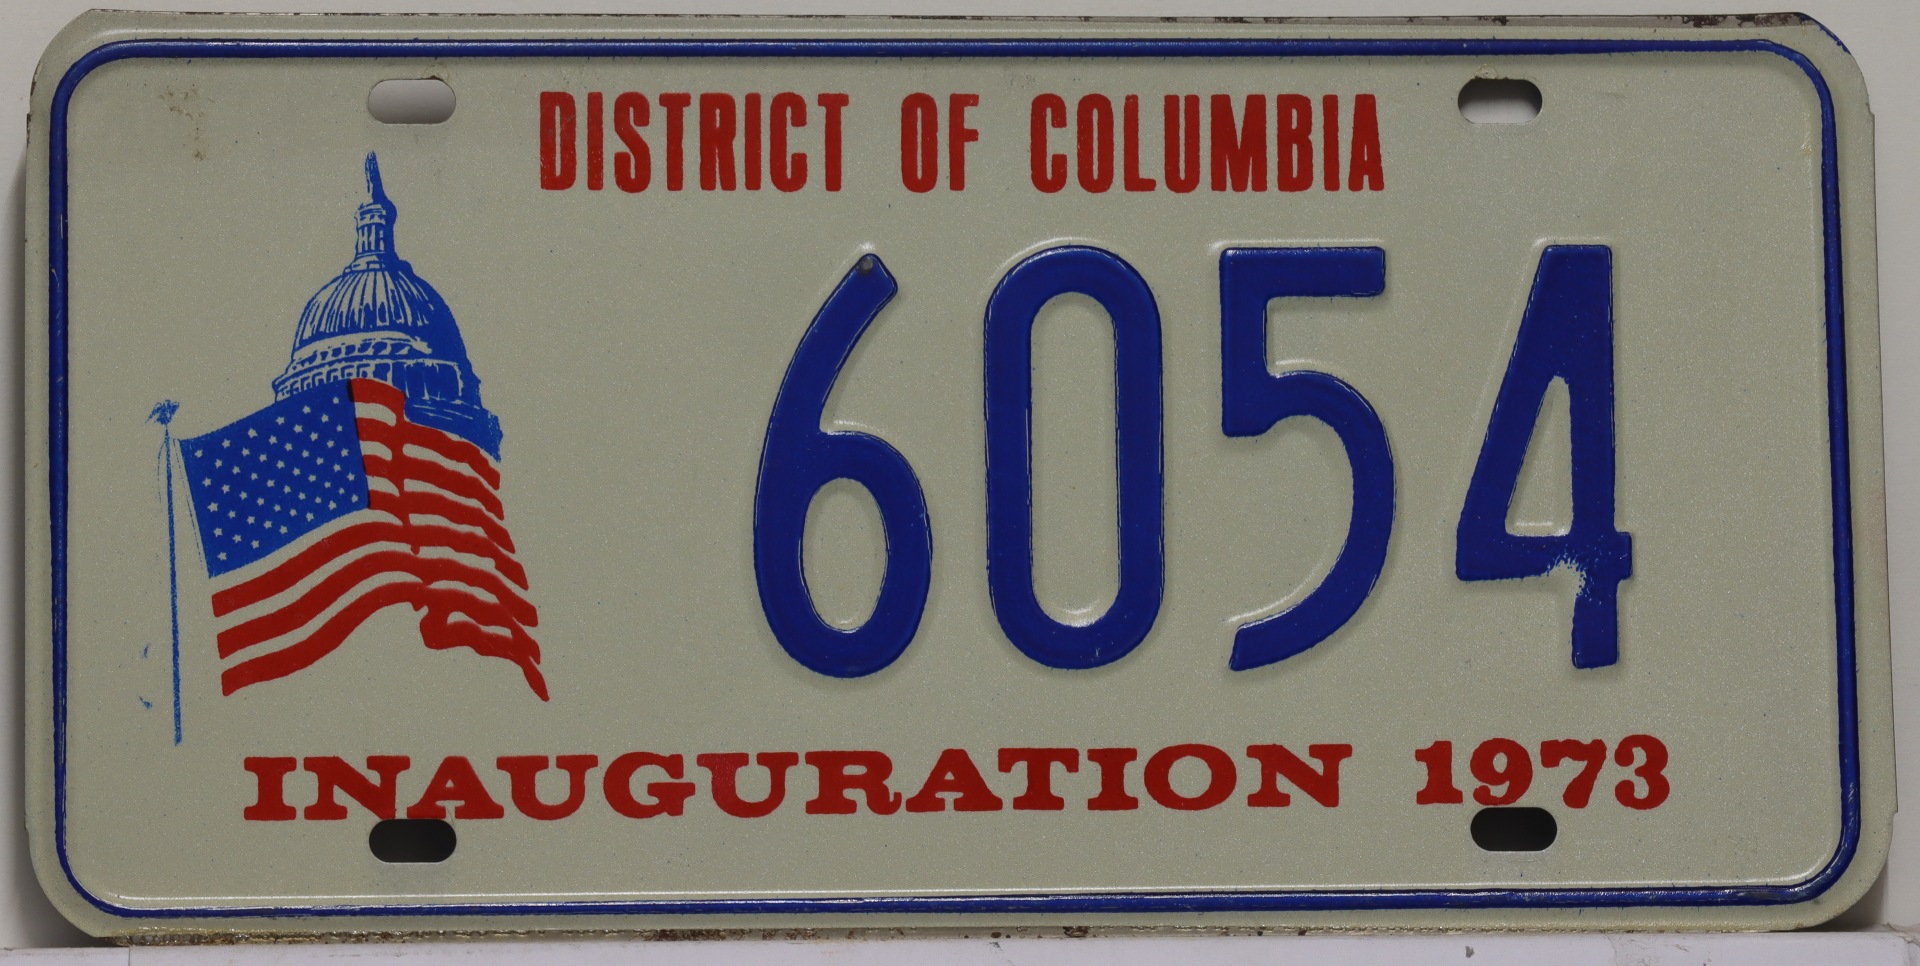 DISTRICT OF COLUMBIA
6054
INAUGURATION 1973